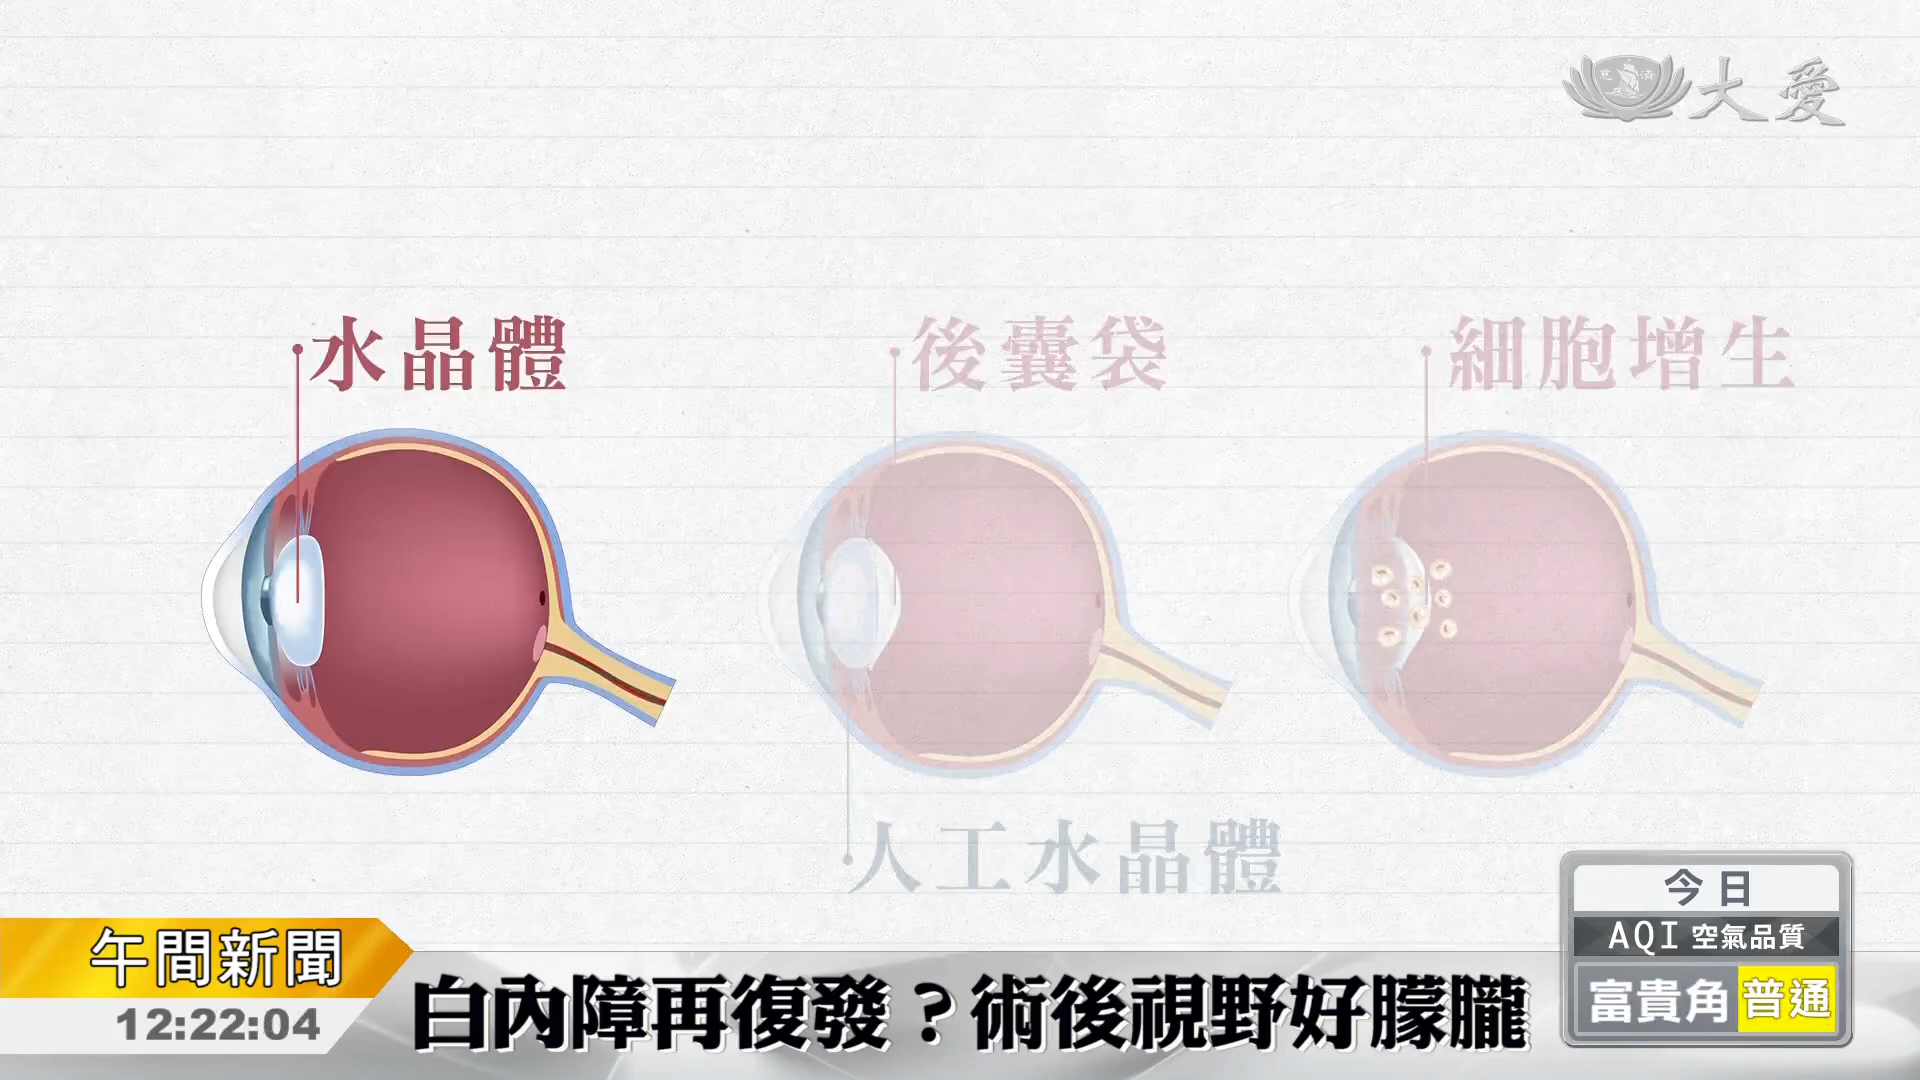 慈濟
大愛
水晶體
後囊袋
細胞增生
人工水晶體
今日
AQI 空氣品質
富貴角 普通
午間新聞
12:22:04
白內障再復發？術後視野好朦朧